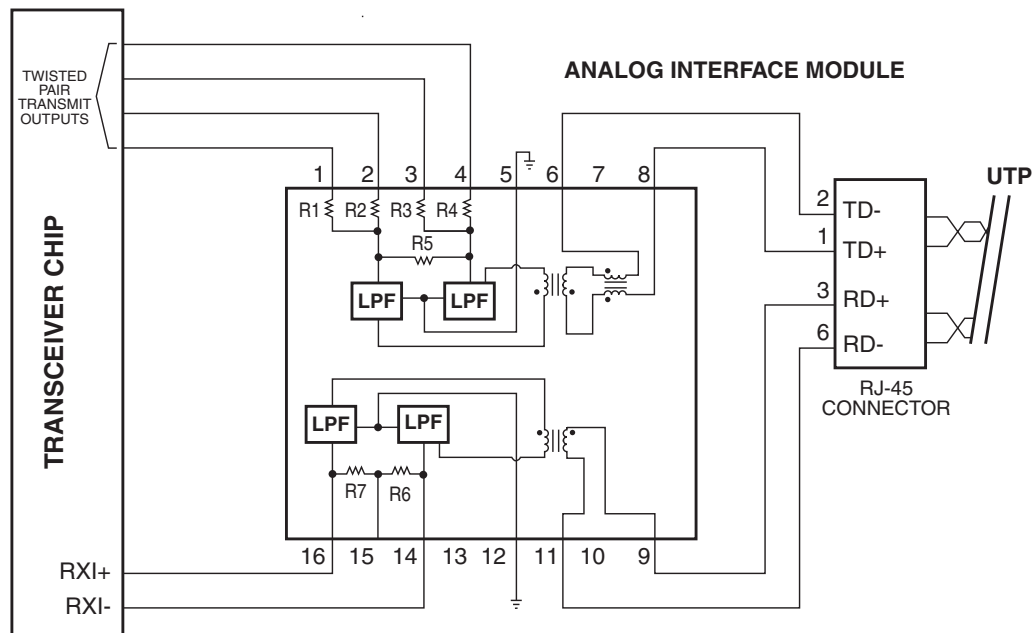 TWISTED
PAIR
TRANSMIT
OUTPUTS
ANALOG INTERFACE MODULE
TRANSCEIVER CHIP
1 2 3 4 5 6 7 8
R1 R2 R3 R4
R5
LPF LPF
LPF LPF
R7 R6
16 15 14 13 12 11 10 9
RXI+
RXI-
UTP
2 TD-
1 TD+
3 RD+
6 RD-
RJ-45
CONNECTOR